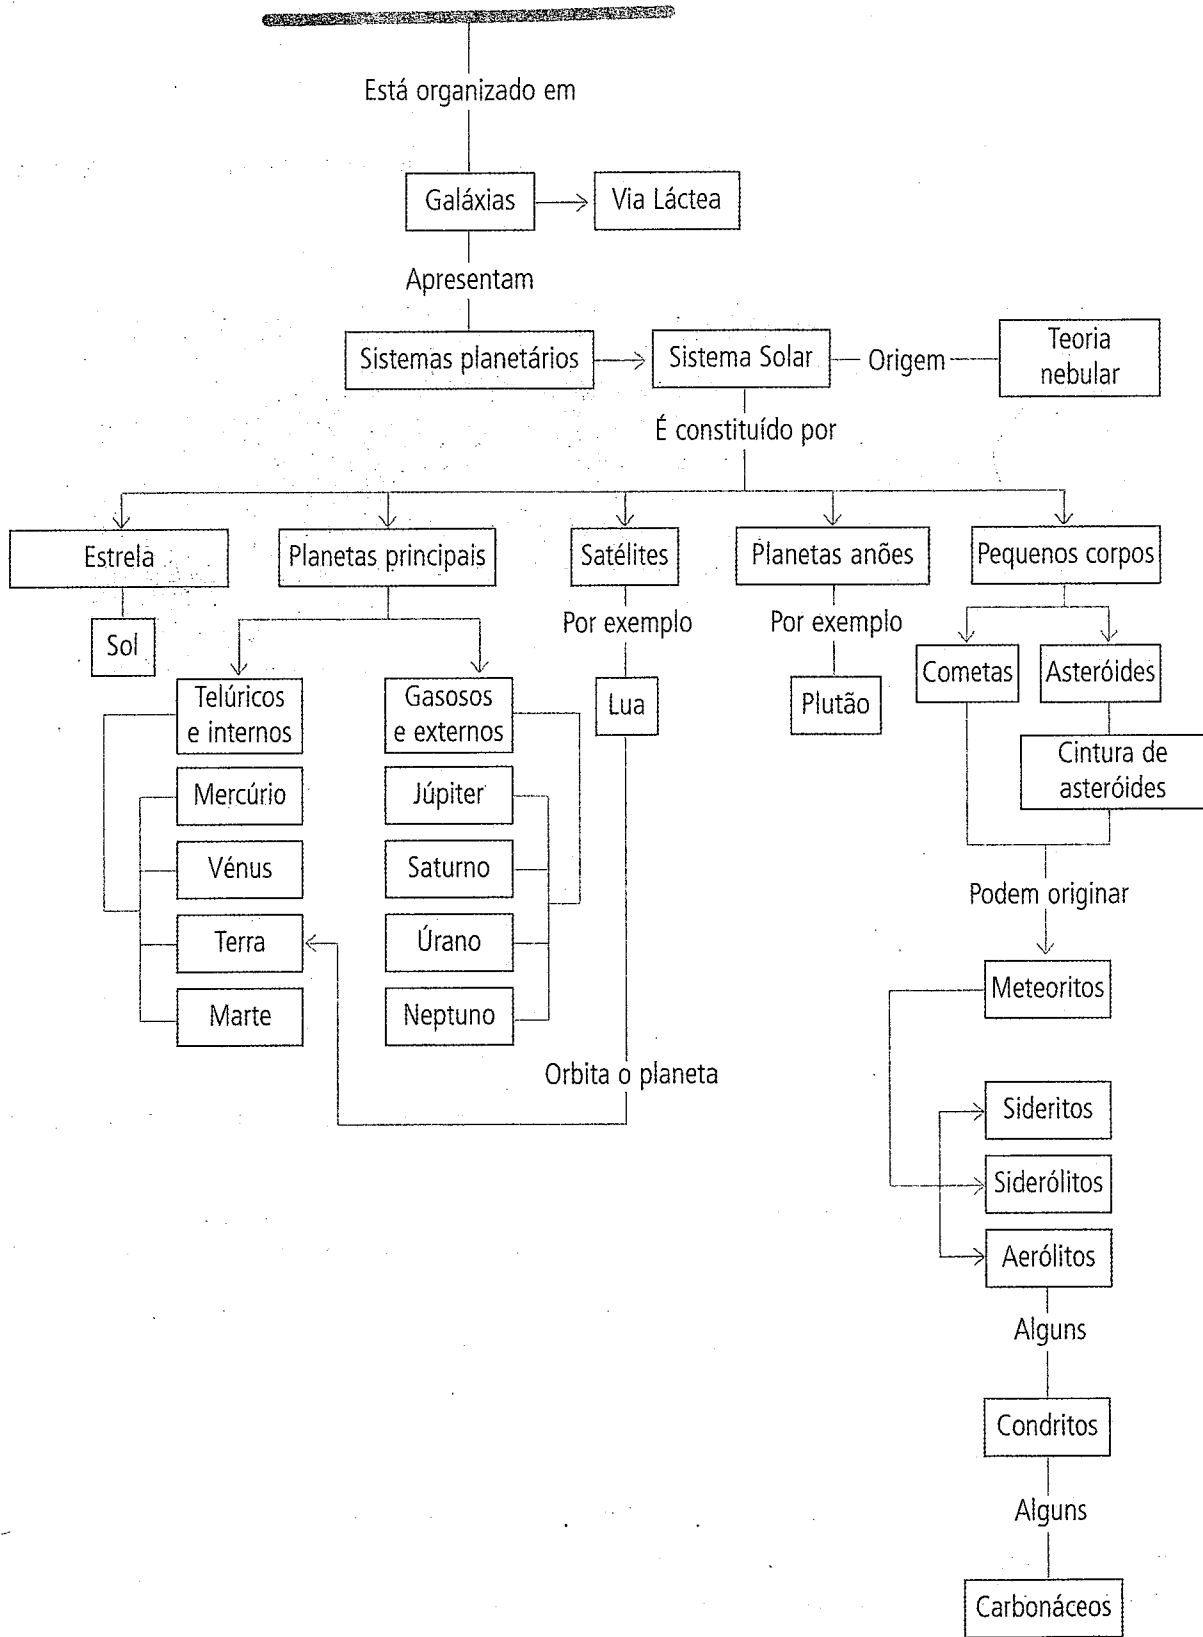 Está organizado em
Galáxias
Via Láctea
Apresentam
Sistemas planetários
Sistema Solar
Origem
Teoria
nebular
É constituído por
Estrela
Planetas principais
Satélites
Planetas anões
Pequenos corpos
Sol
Por exemplo
Por exemplo
Cometas
Asteróides
Telúricos
e internos
Gasosos
e externos
Lua
Plutão
Cintura de
asteróides
Mercúrio
Júpiter
Vénus
Saturno
Podem originar
Terra
Úrano
Meteoritos
Marte
Neptuno
Orbita o planeta
Sideritos
Siderólitos
Aerólitos
Alguns
Condritos
Alguns
Carbonáceos